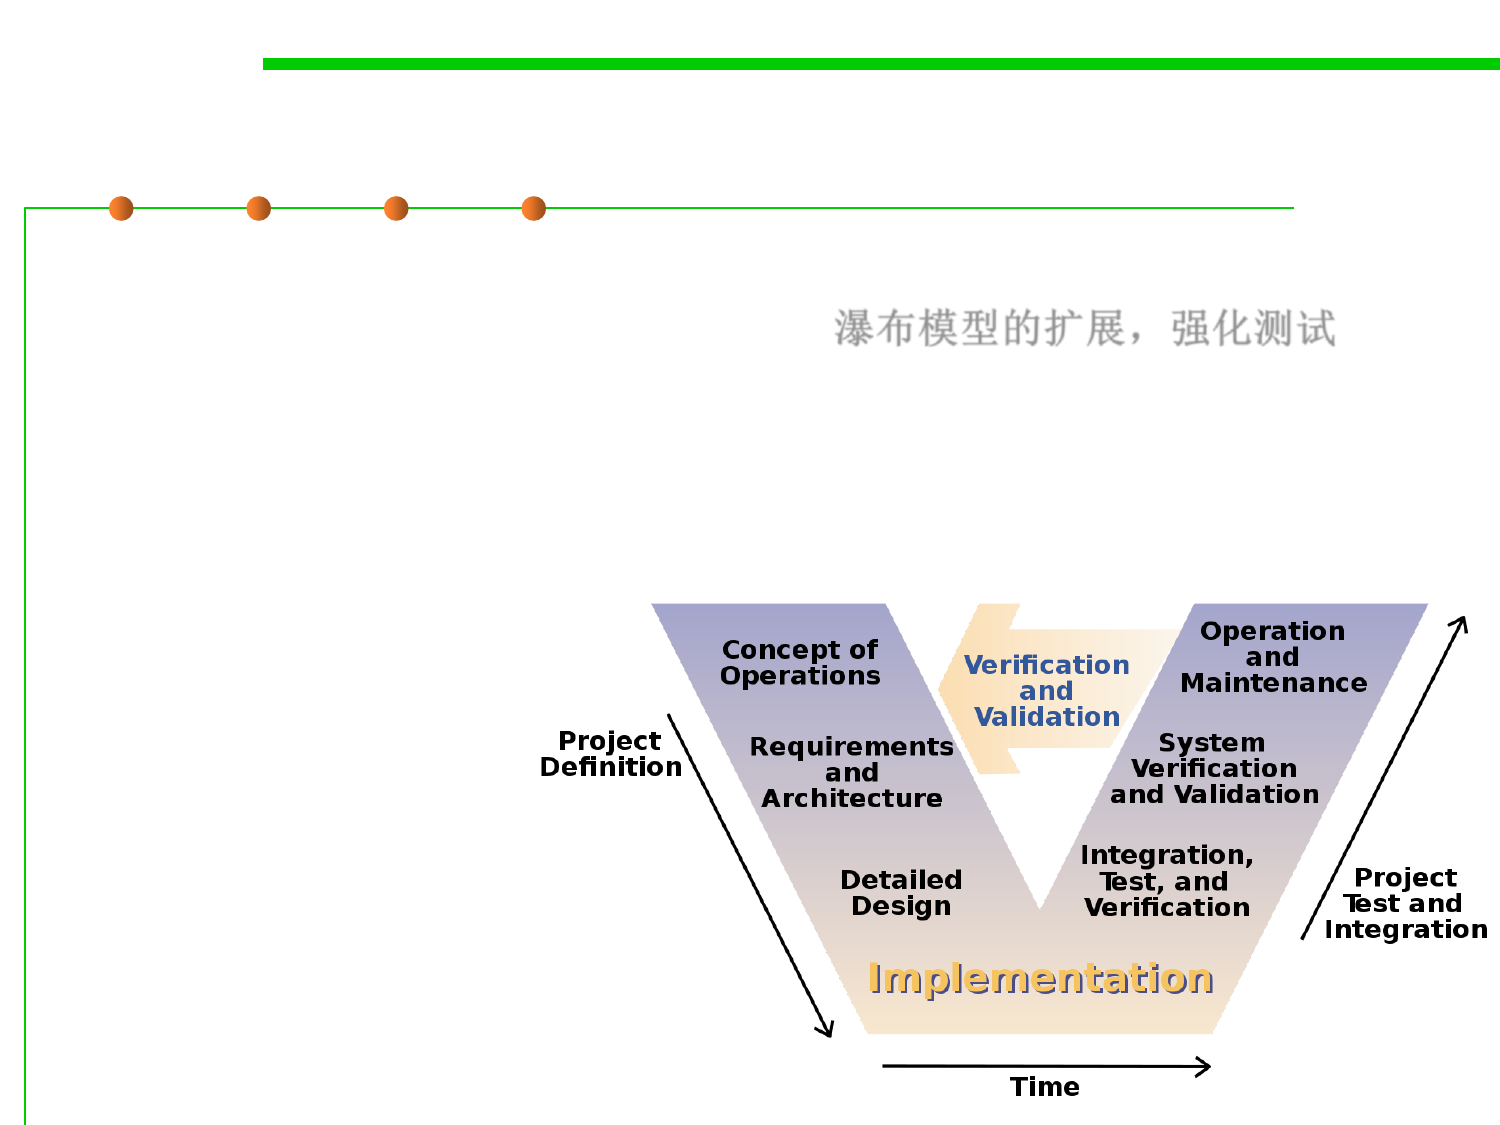 瀑布模型的扩展，强化测试
Concept of
Operations
Verification
and
Validation
Operation
and
Maintenance
Project
Definition
Requirements
and
Architecture
System
Verification
and Validation
Detailed
Design
Integration,
Test, and
Verification
Project
Test and
Integration
Implementation
Time